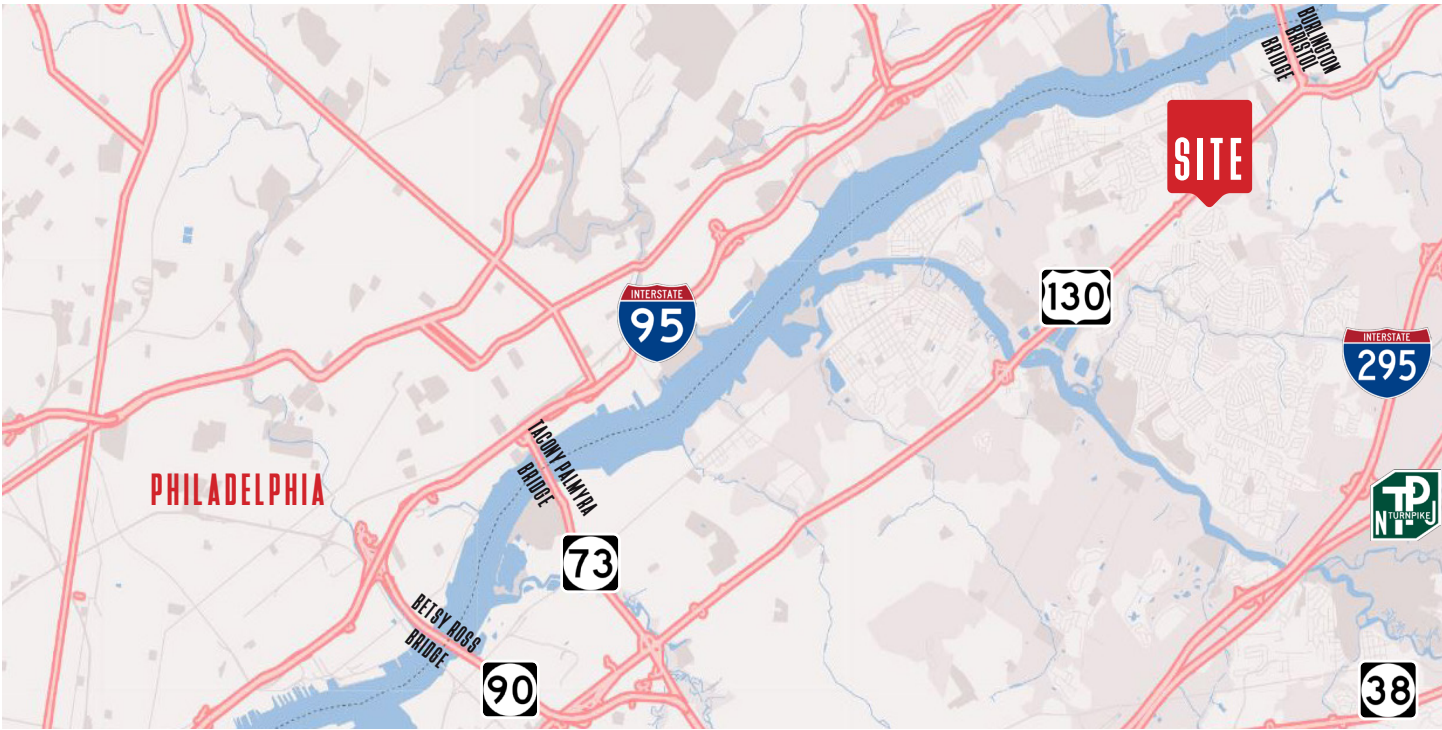 BURLINGTON
BRISTOL
BRIDGE
SITE
130
INTERSTATE
95
INTERSTATE
295
TACONY PALMYRA
BRIDGE
PHILADELPHIA
TP
N TURNPIKE J
73
BETSY ROSS
BRIDGE
90
38